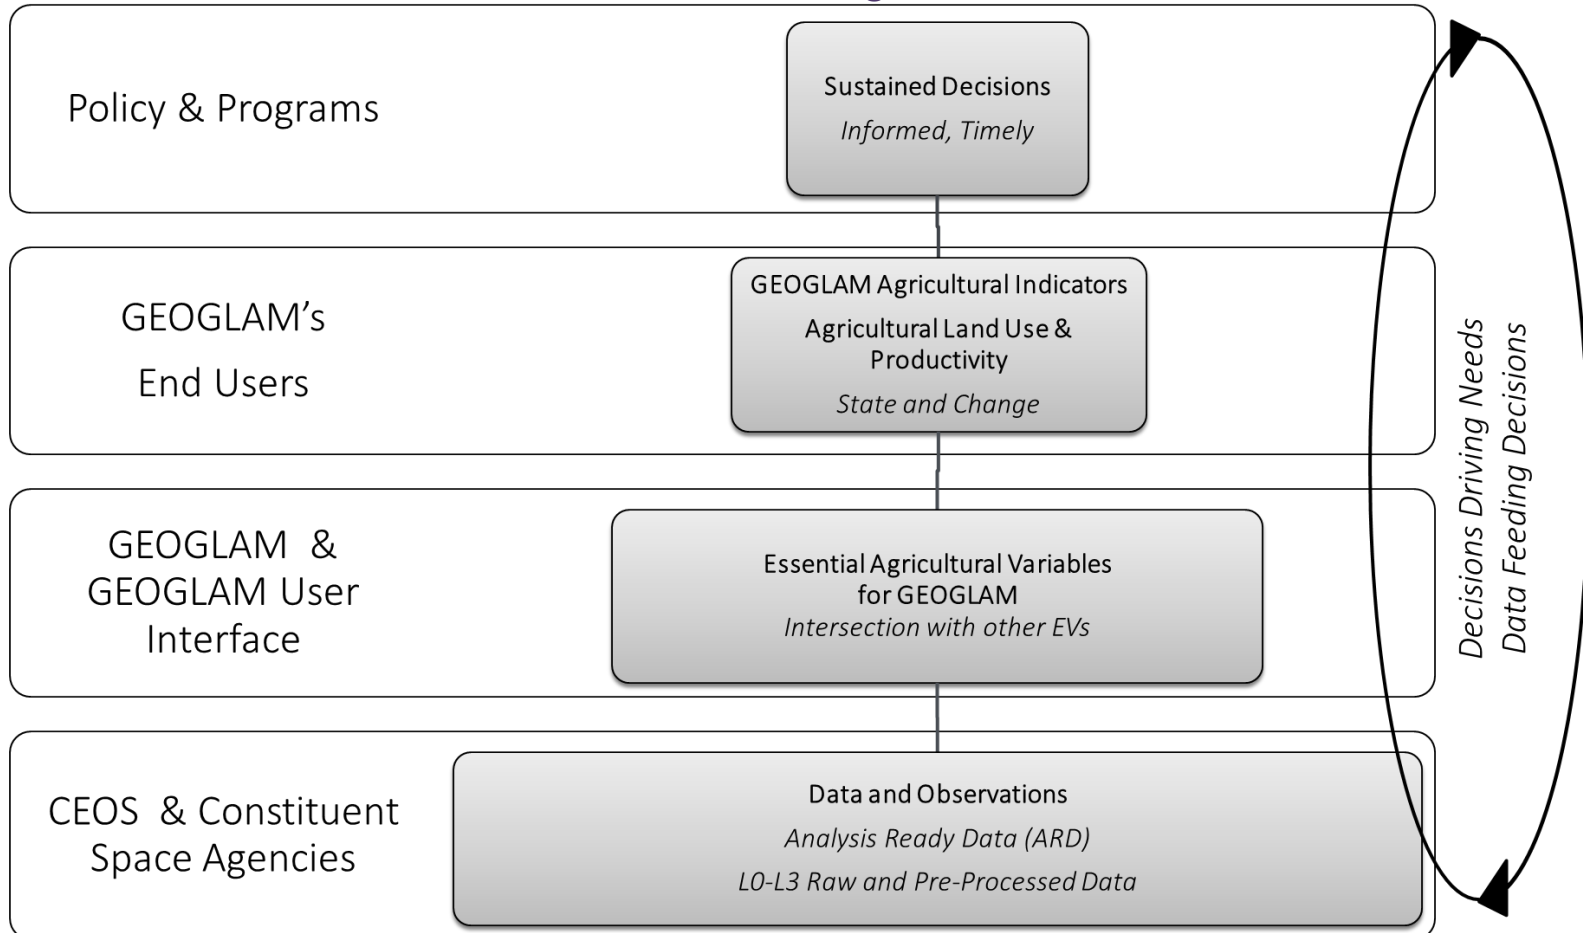 Policy & Programs
Sustained Decisions
Informed, Timely
GEOGLAM's
End Users
GEOGLAM Agricultural Indicators
Agricultural Land Use &
Productivity
State and Change
GEOGLAM  &
GEOGLAM User
Interface
Essential Agricultural Variables
for GEOGLAM
Intersection with other EVs
CEOS  & Constituent
Space Agencies
Data and Observations
Analysis Ready Data (ARD)
L0-L3 Raw and Pre-Processed Data
Decisions Driving Needs
Data Feeding Decisions